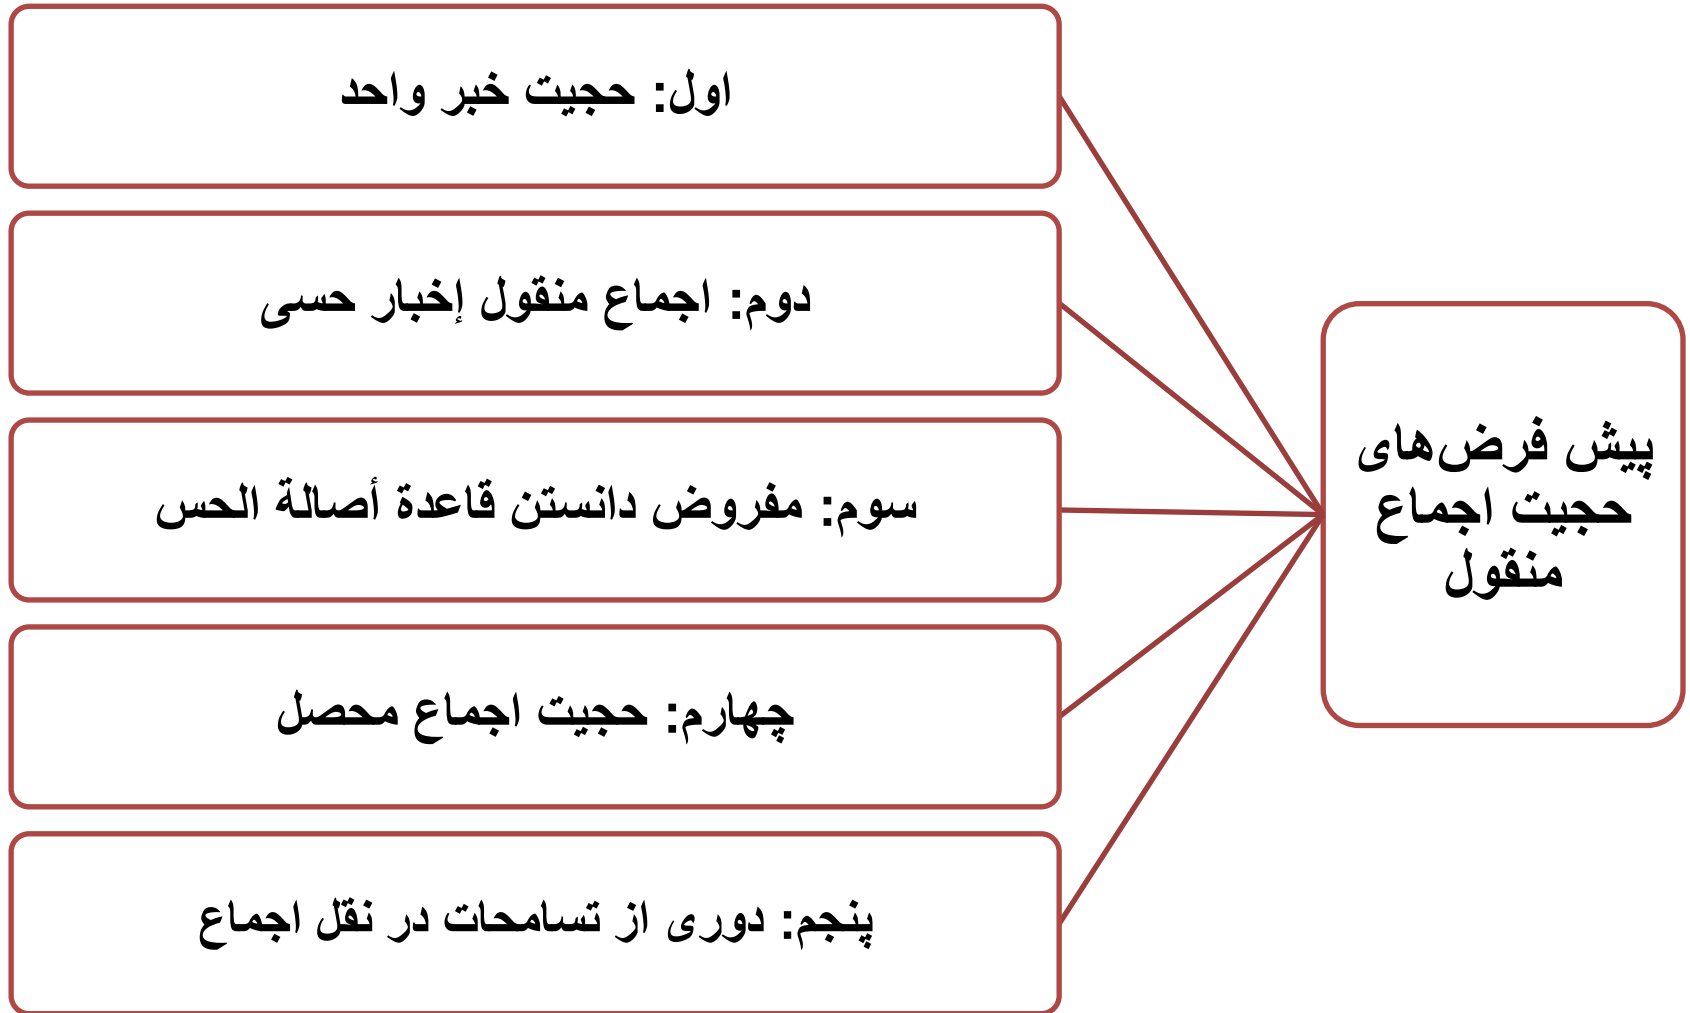 پیش فرض‌های
حجیت اجماع
منقول
اول: حجیت خبر واحد
دوم: اجماع منقول إخبار حسی
سوم: مفروض دانستن قاعدة أصالة الحس
چهارم: حجیت اجماع محصل
پنجم: دوری از تسامحات در نقل اجماع